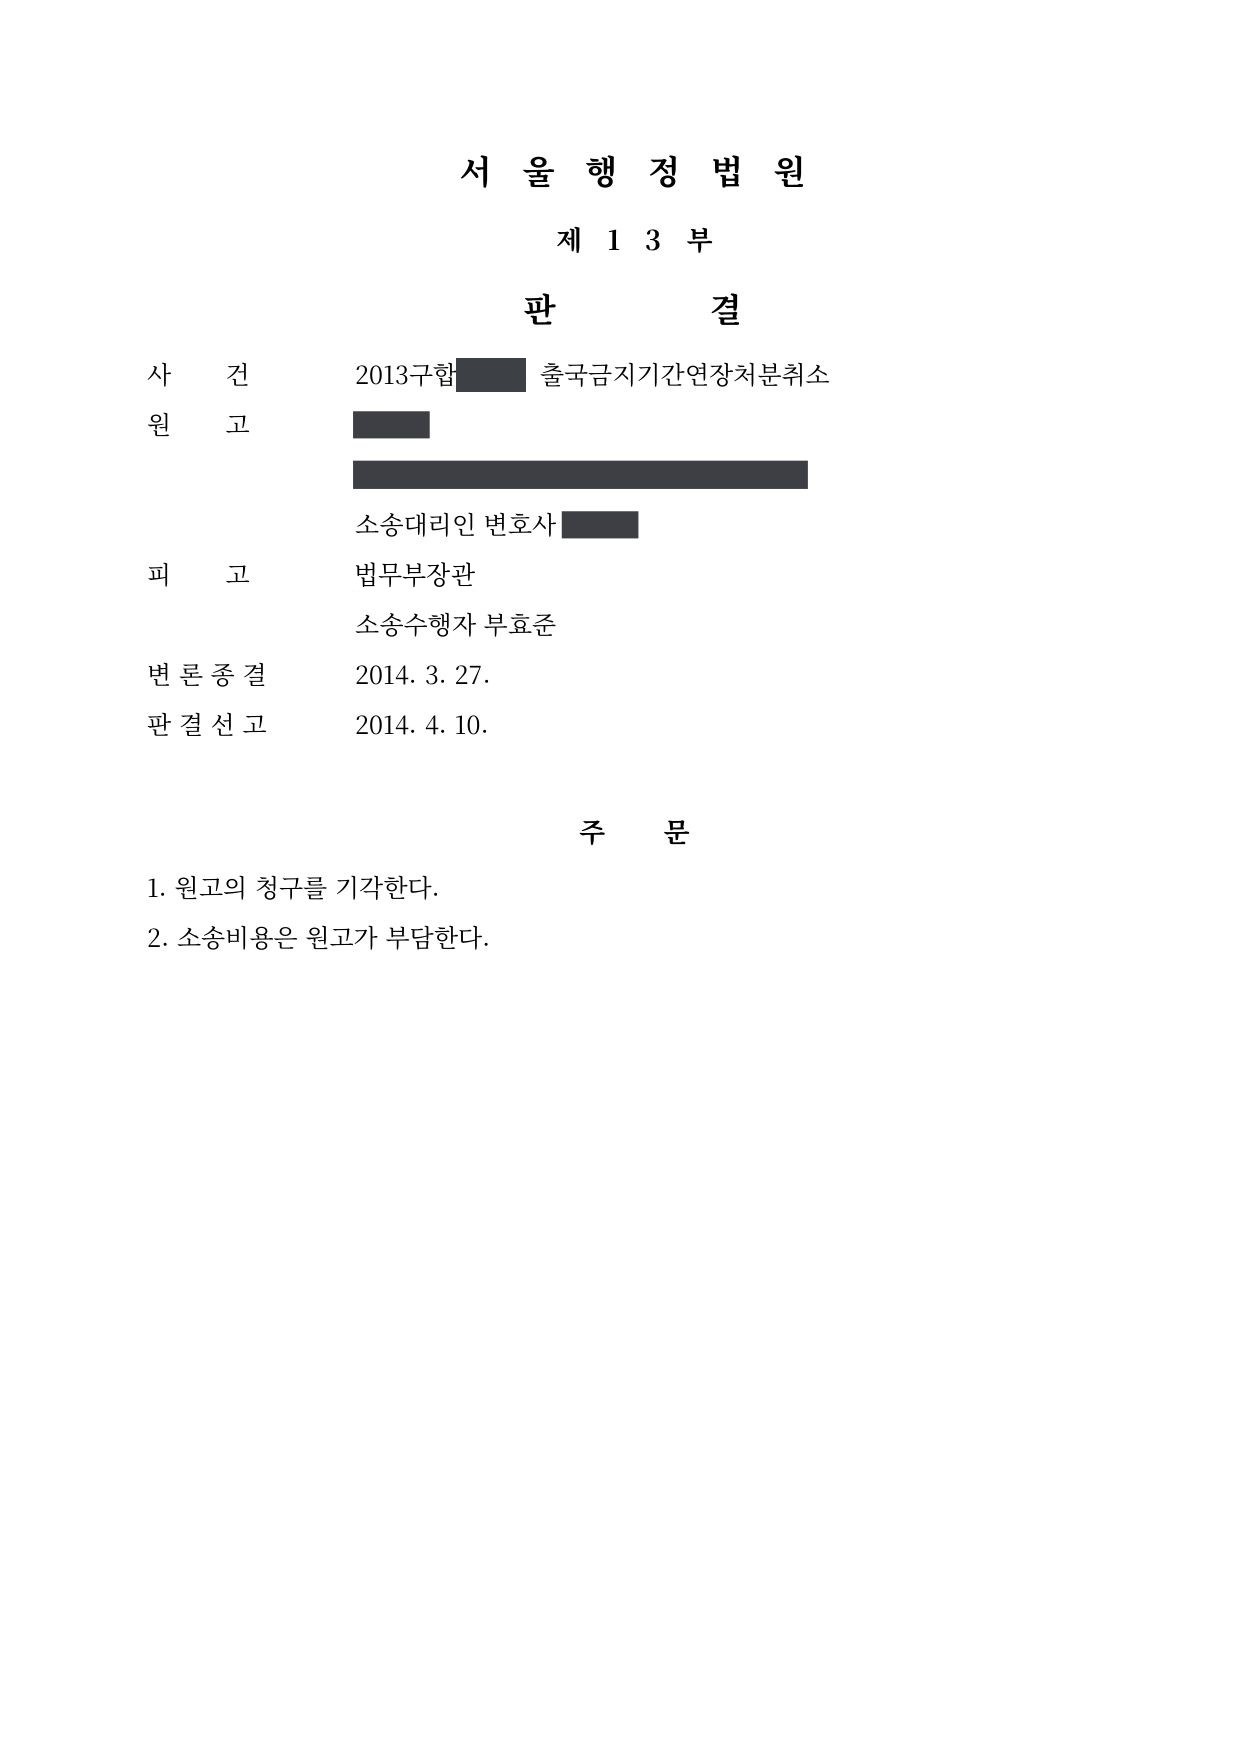 서 울 행 정 법 원
제 1 3 부
판 결
사 건 2013구합 출국금지기간연장처분취소
원 고
소송대리인 변호사
피 고 법무부장관
소송수행자 부효준
변 론 종 결 2014. 3. 27.
판 결 선 고 2014. 4. 10.
주 문
1. 원고의 청구를 기각한다.
2. 소송비용은 원고가 부담한다.